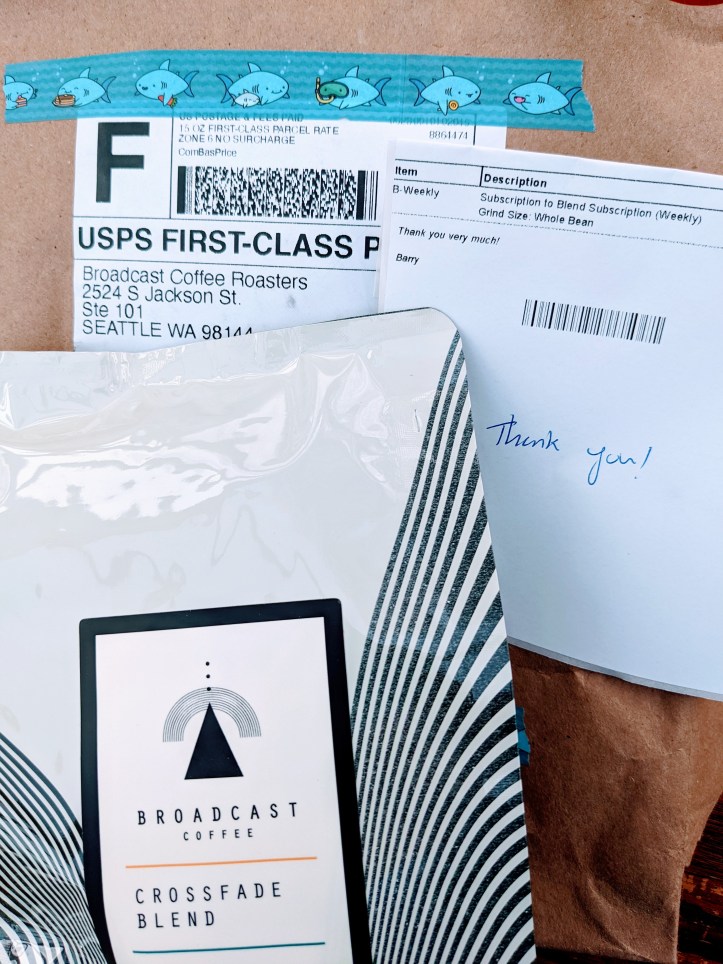 US POSTAGE & FEES PAID
15 OZ FIRST-CLASS PARCEL RATE
ZONE 6 NO SURCHARGE
ComBasPrice
8861474
F
USPS FIRST-CLASS P
Broadcast Coffee Roasters
2524 S Jackson St.
Ste 101
SEATTLE WA 98144
Item Description
B-Weekly Subscription to Blend Subscription (Weekly)
Grind Size: Whole Bean
Thank you very much!
Barry
Thank you!
BROADCAST
COFFEE
CROSSFADE
BLEND